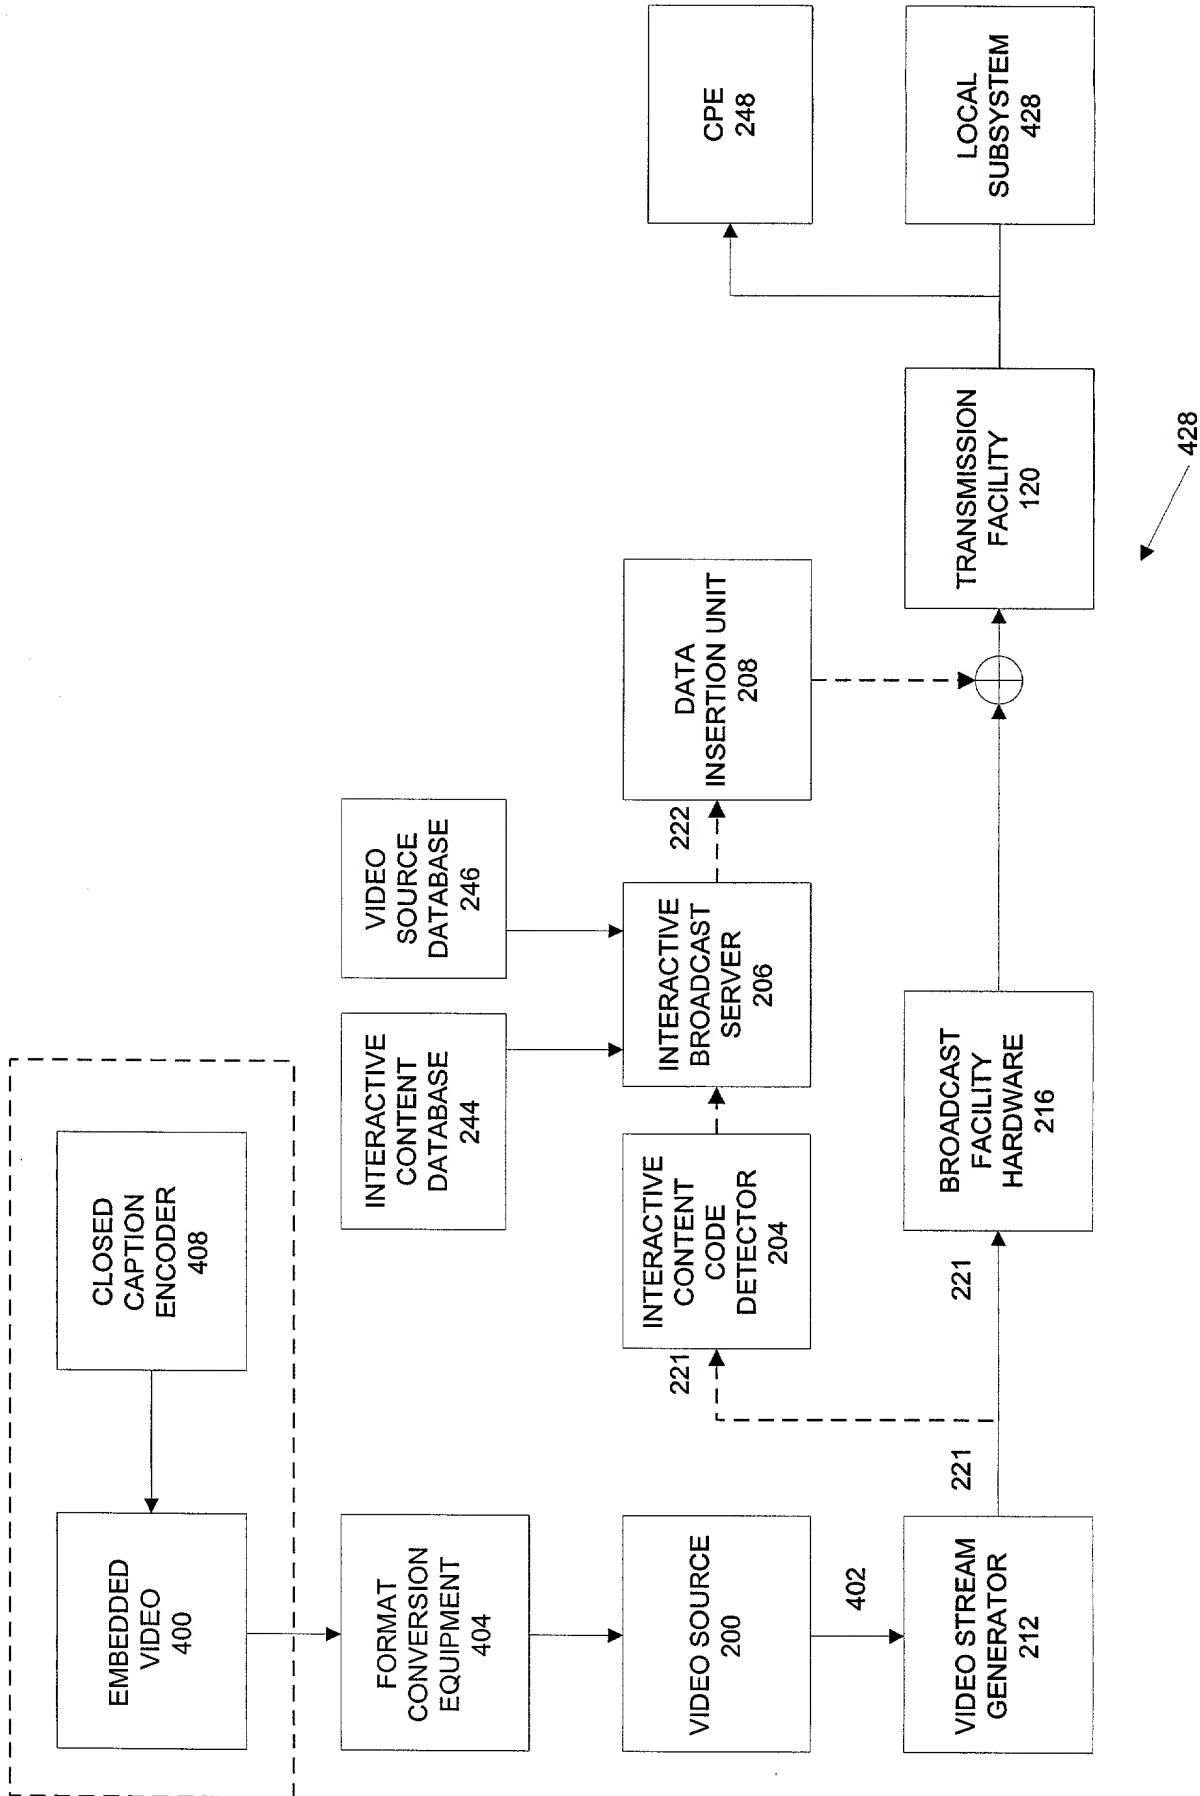 EMBEDDED
VIDEO
400
CLOSED
CAPTION
ENCODER
408
FORMAT
CONVERSION
EQUIPMENT
404
INTERACTIVE
CONTENT
DATABASE
244
VIDEO
SOURCE
DATABASE
246
VIDEO SOURCE
200
221
INTERACTIVE
CONTENT
CODE
DETECTOR
204
INTERACTIVE
BROADCAST
SERVER
206
222
DATA
INSERTION UNIT
208
CPE
248
402
VIDEO STREAM
GENERATOR
212
221
221
BROADCAST
FACILITY
HARDWARE
216
TRANSMISSION
FACILITY
120
LOCAL
SUBSYSTEM
428
428